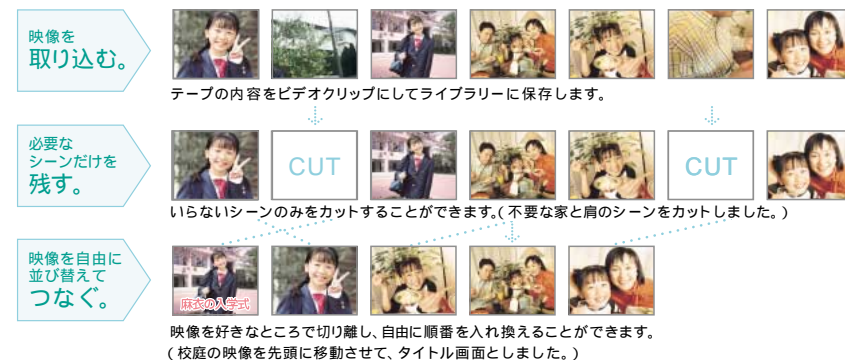 映像を
取り込む。
テープの内容をビデオクリップにしてライブラリーに保存します。
必要な
シーンだけを
残す。
CUT
CUT
いらないシーンのみをカットすることができます。(不要な家と肩のシーンをカットしました。)
映像を自由に
並び替えて
つなぐ。
麻衣の入学式
映像を好きなところで切り離し、自由に順番を入れ換えることができます。
(校庭の映像を先頭に移動させて、タイトル画面としました。)